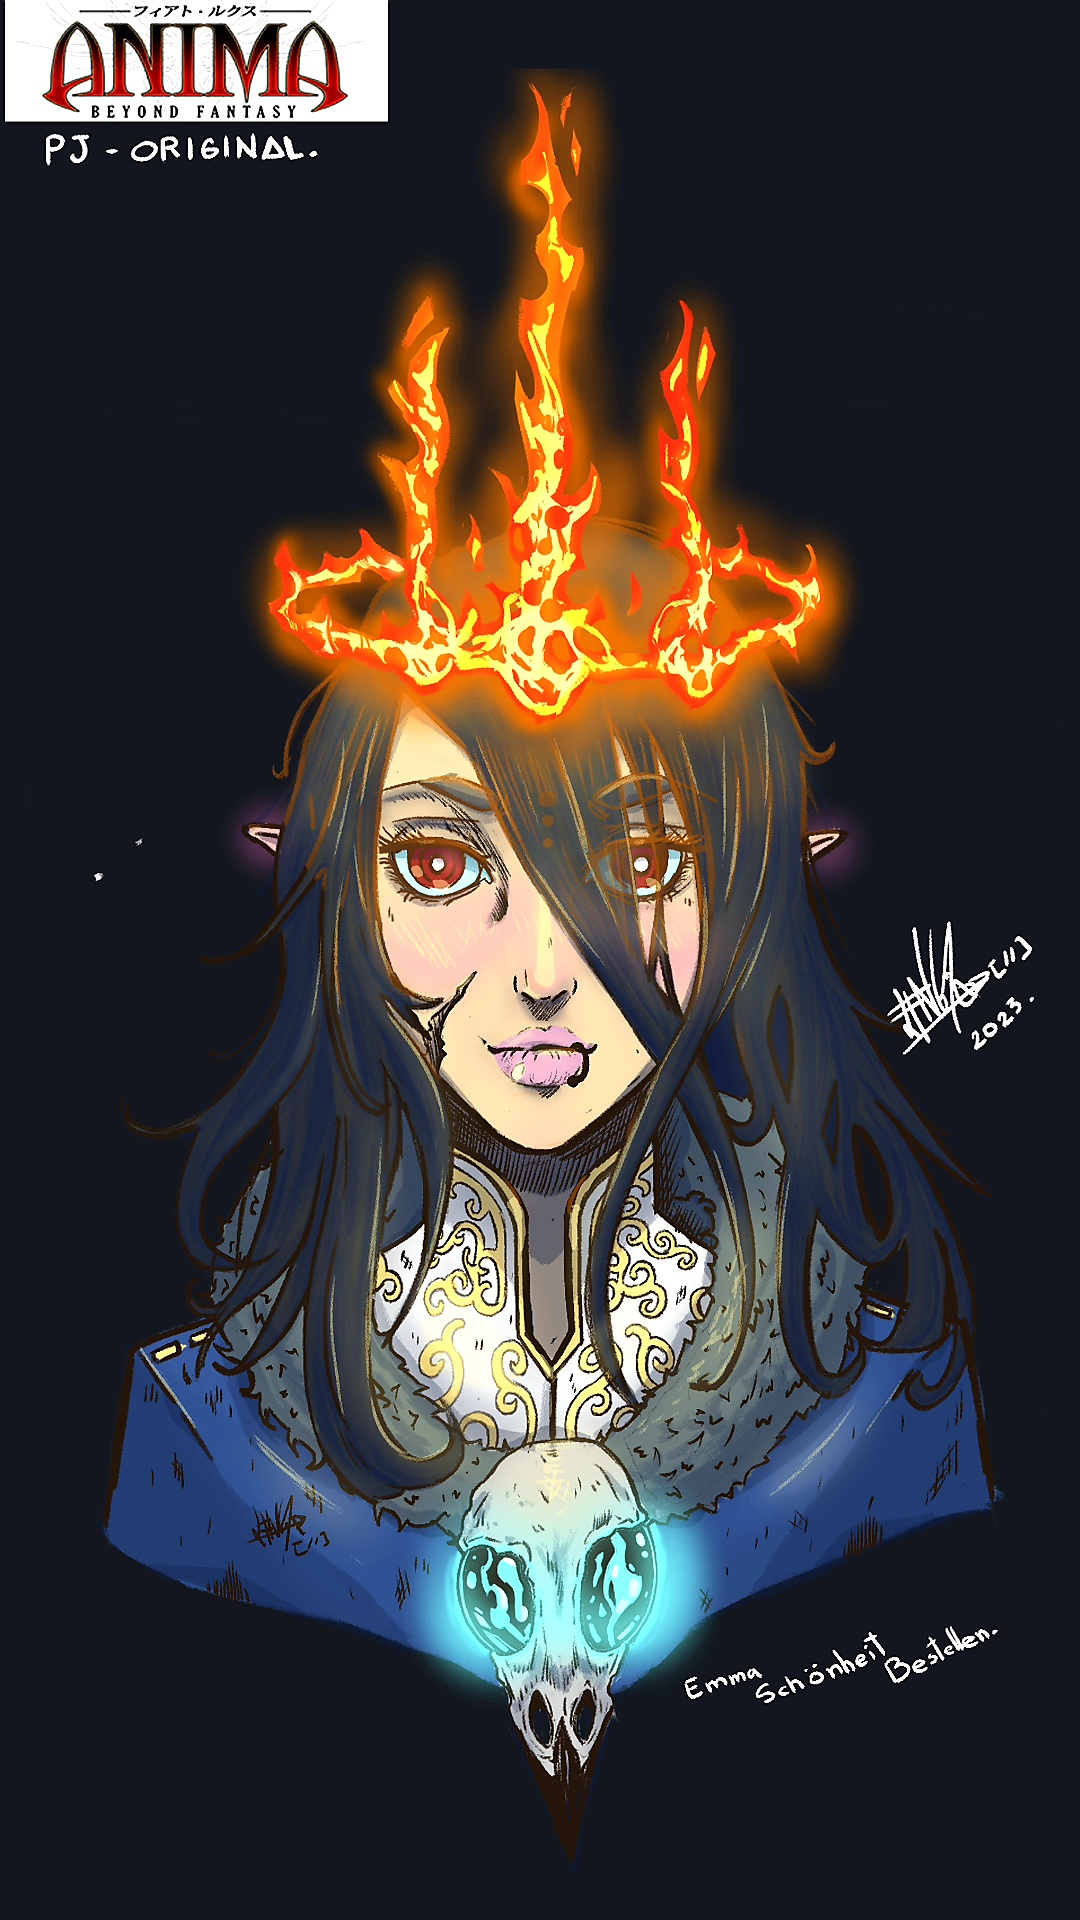 フィアト・ルクス
ANIMA
BEYOND FANTASY
PJ - ORIGINAL.
2023.
Emma
Schönheit
Bestellen.